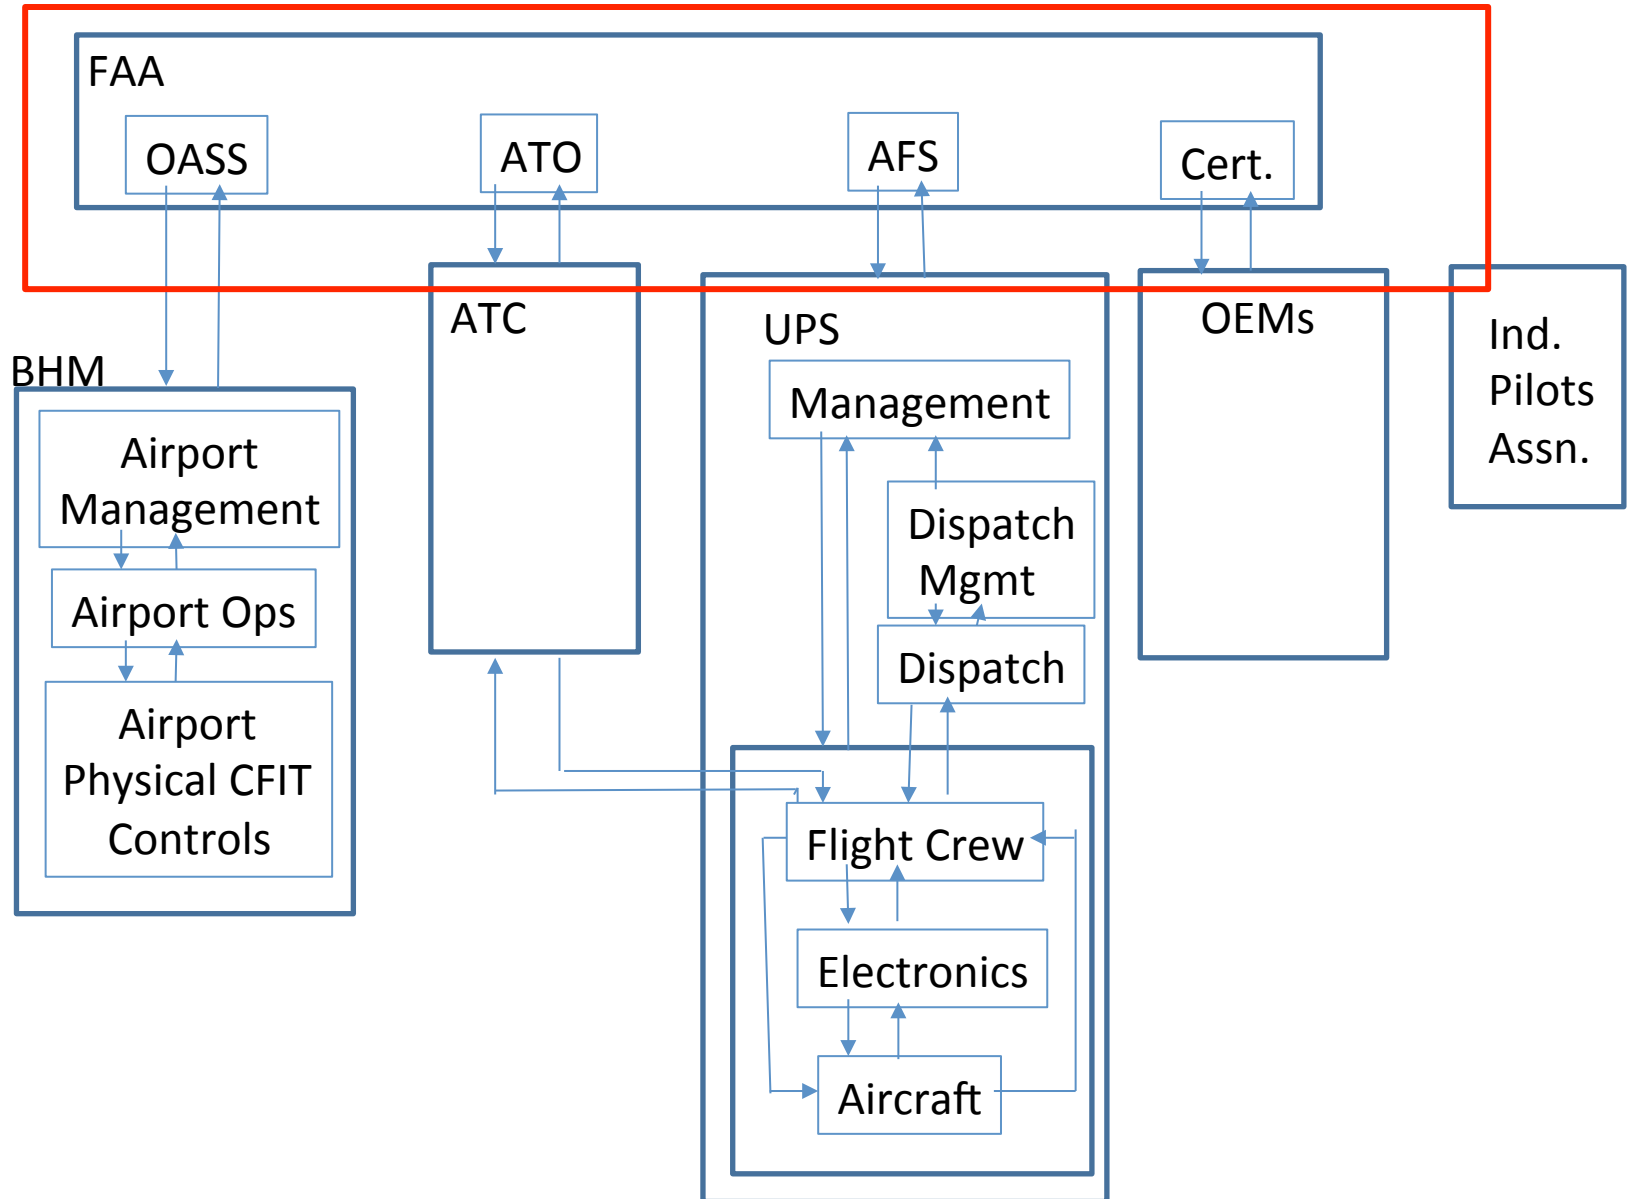 FAA
OASS
ATO
AFS
Cert.
BHM
Airport
Management
Airport Ops
Airport
Physical CFIT
Controls
ATC
UPS
Management
Dispatch
Mgmt
Dispatch
Flight Crew
Electronics
Aircraft
OEMs
Ind.
Pilots
Assn.